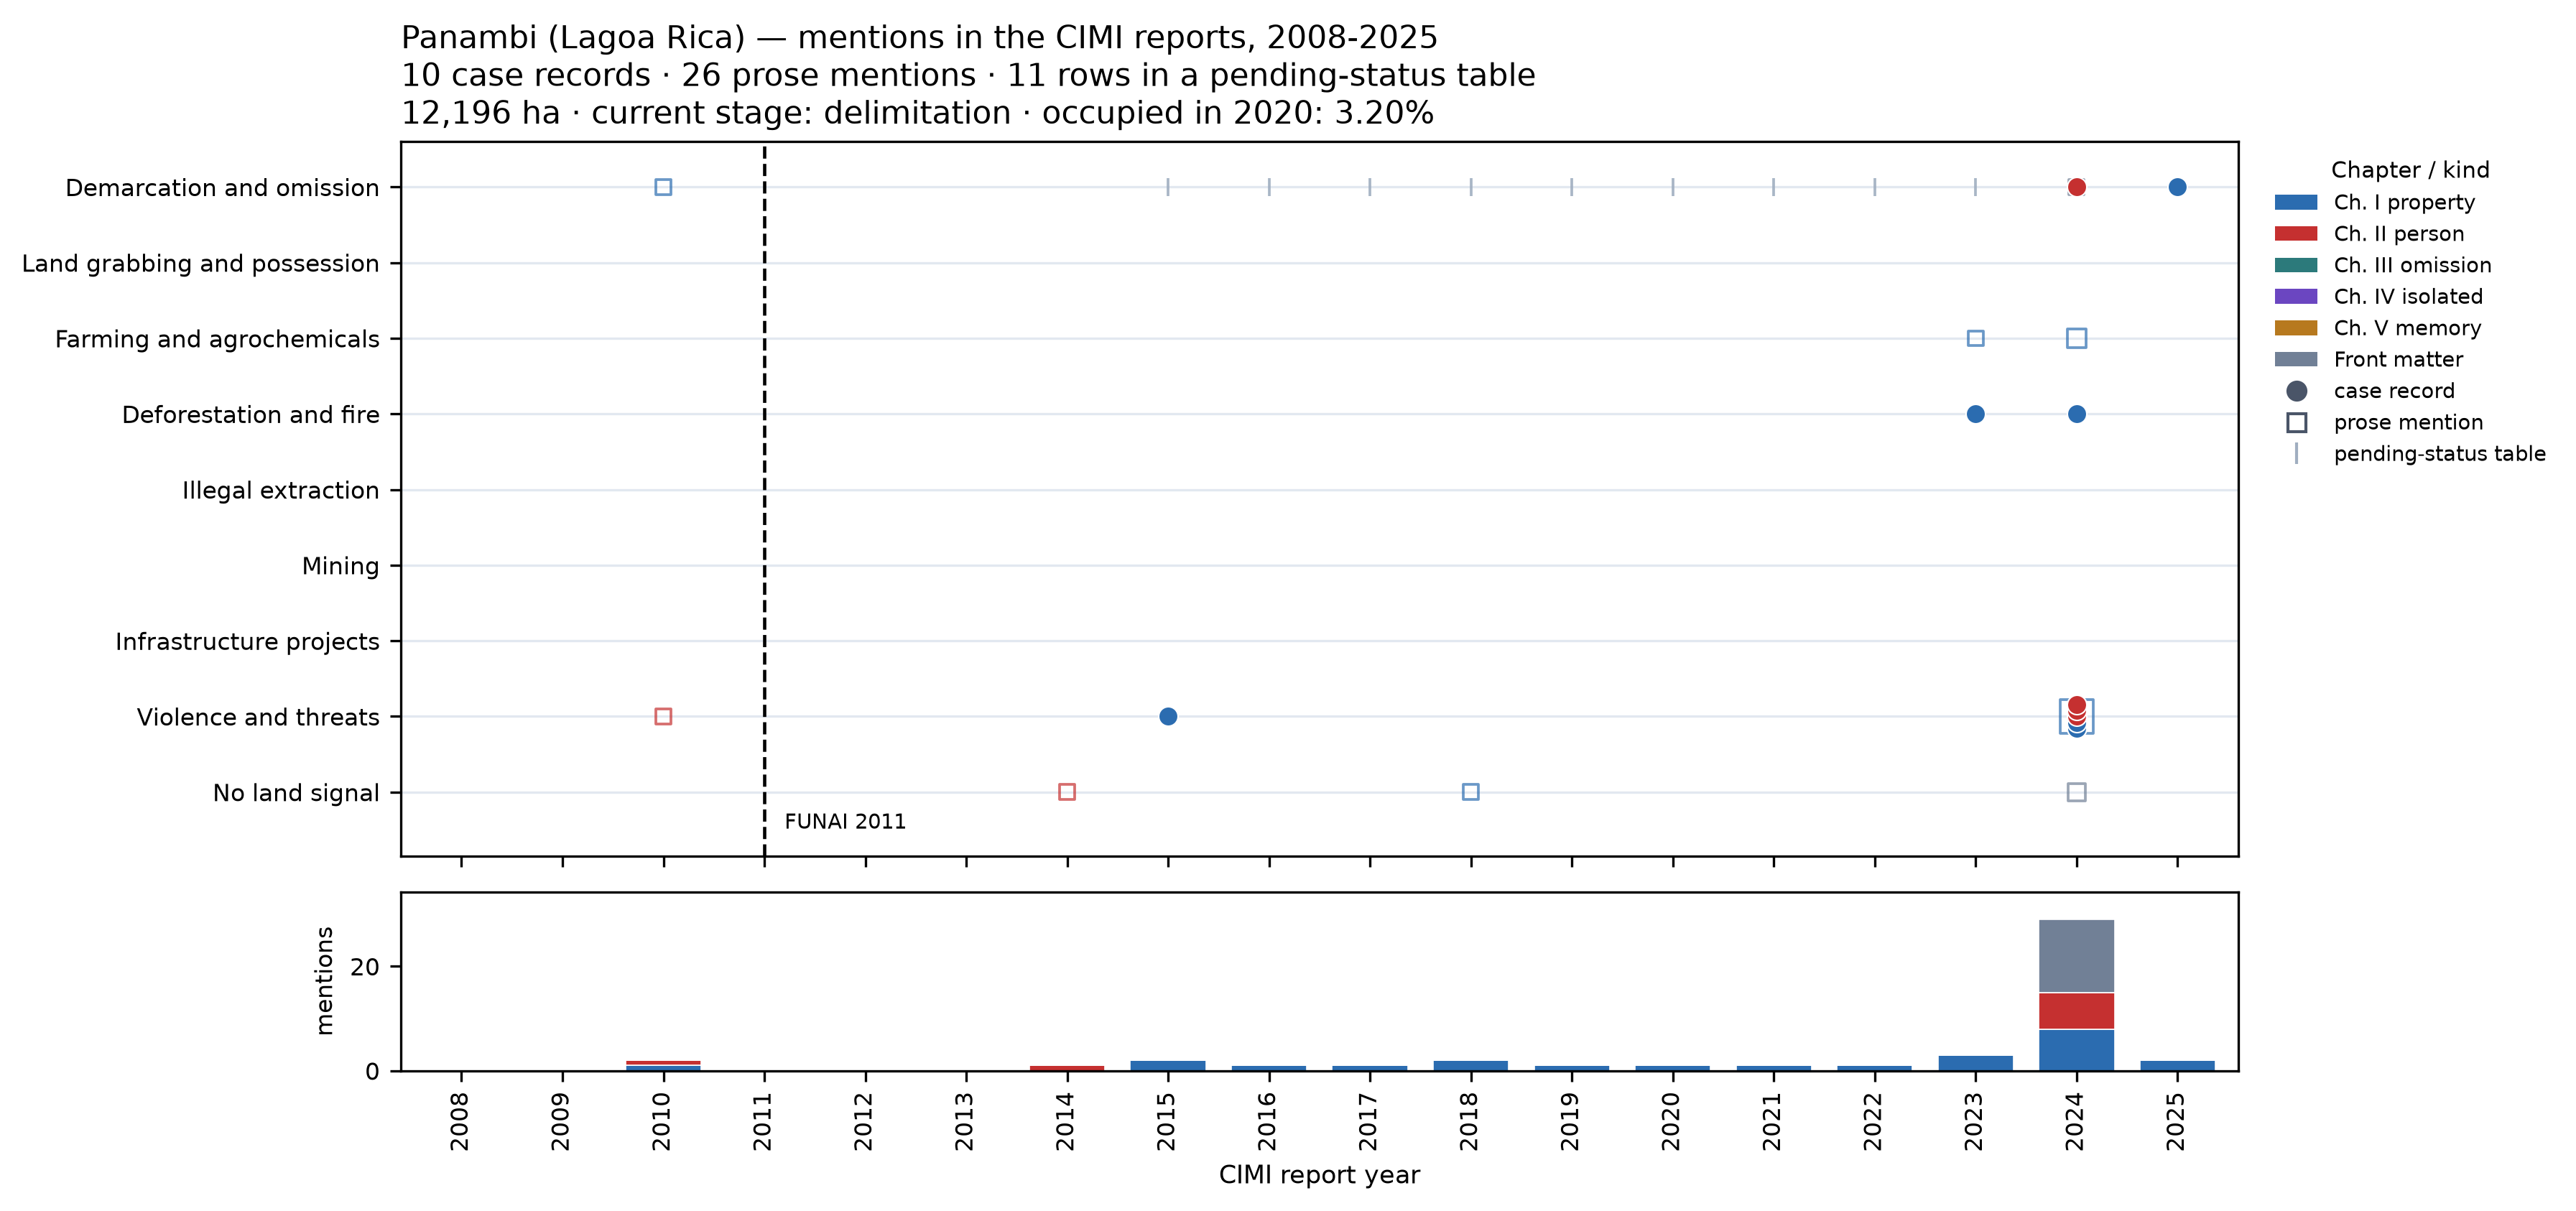 Panambi (Lagoa Rica) — mentions in the CIMI reports, 2008-2025
10 case records · 26 prose mentions · 11 rows in a pending-status table
12,196 ha · current stage: delimitation · occupied in 2020: 3.20%
Demarcation and omission
Land grabbing and possession
Farming and agrochemicals
Deforestation and fire
Illegal extraction
Mining
Infrastructure projects
Violence and threats
No land signal
FUNAI 2011
Chapter / kind
Ch. I property
Ch. II person
Ch. III omission
Ch. IV isolated
Ch. V memory
Front matter
case record
prose mention
pending-status table
mentions
20
0
2008
2009
2010
2011
2012
2013
2014
2015
2016
2017
2018
2019
2020
2021
2022
2023
2024
2025
CIMI report year